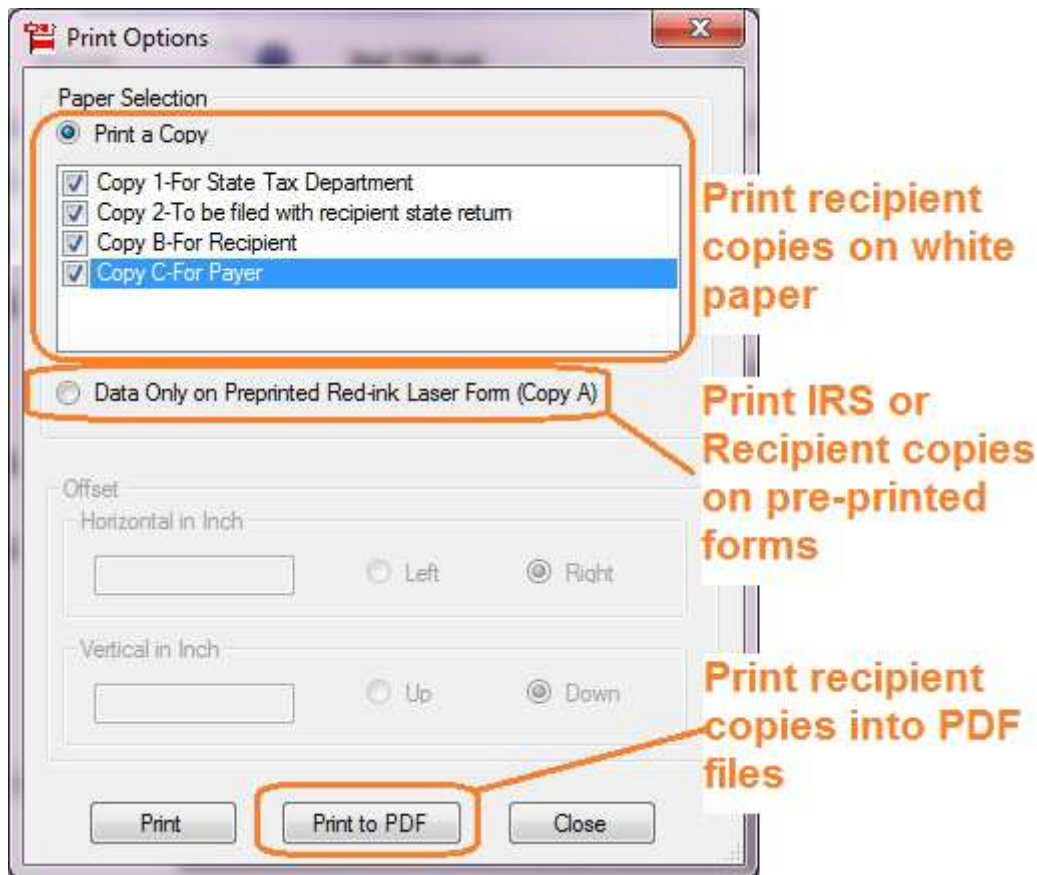 Print Options
Paper Selection
Print a Copy
Copy 1-For State Tax Department
Copy 2-To be filed with recipient state return
Copy B-For Recipient
Copy C-For Payer
Print recipient
copies on white
paper
Data Only on Preprinted Red-ink Laser Form (Copy A)
Print IRS or
Recipient copies
on pre-printed
forms
Offset
Horizontal in Inch
Left
Right
Vertical in Inch
Up
Down
Print recipient
copies into PDF
files
Print
Print to PDF
Close